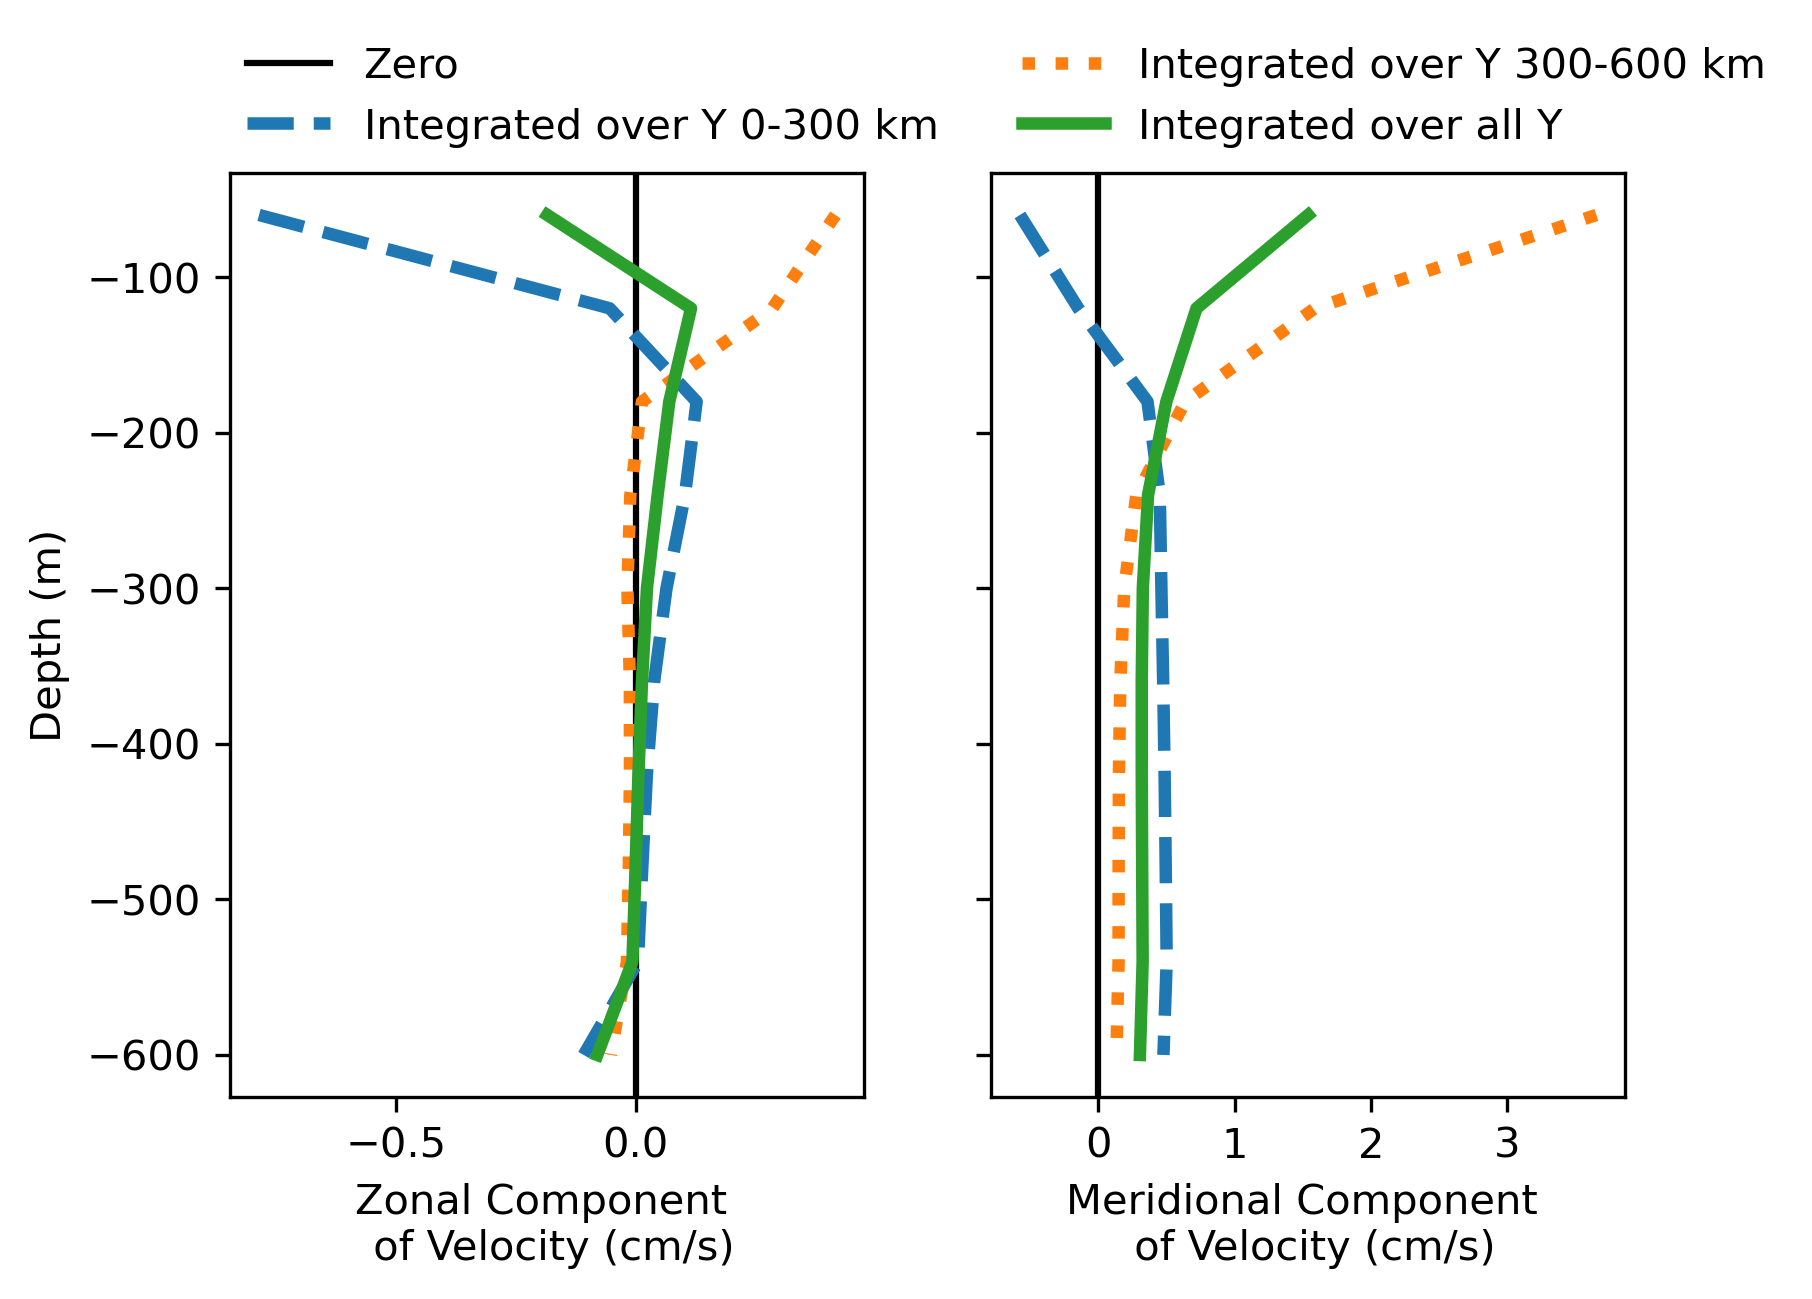 Zero
Integrated over Y 0-300 km
Integrated over Y 300-600 km
Integrated over all Y
Depth (m)
−100
−200
−300
−400
−500
−600
−0.5
0.0
Zonal Component
of Velocity (cm/s)
0
1
2
3
Meridional Component
of Velocity (cm/s)